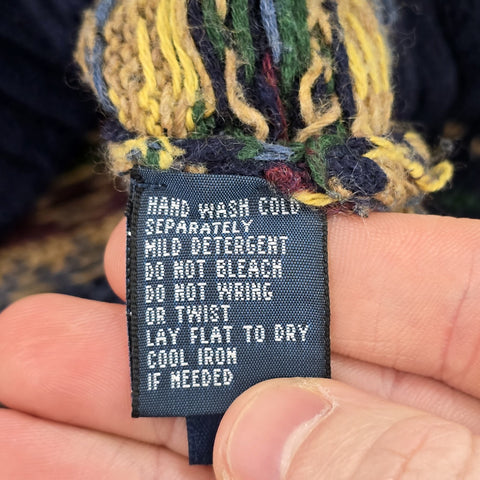 HAND WASH COLD
SEPARATELY
MILD DETERGENT
DO NOT BLEACH
DO NOT WRING
OR TWIST
LAY FLAT TO DRY
COOL IRON
IF NEEDED